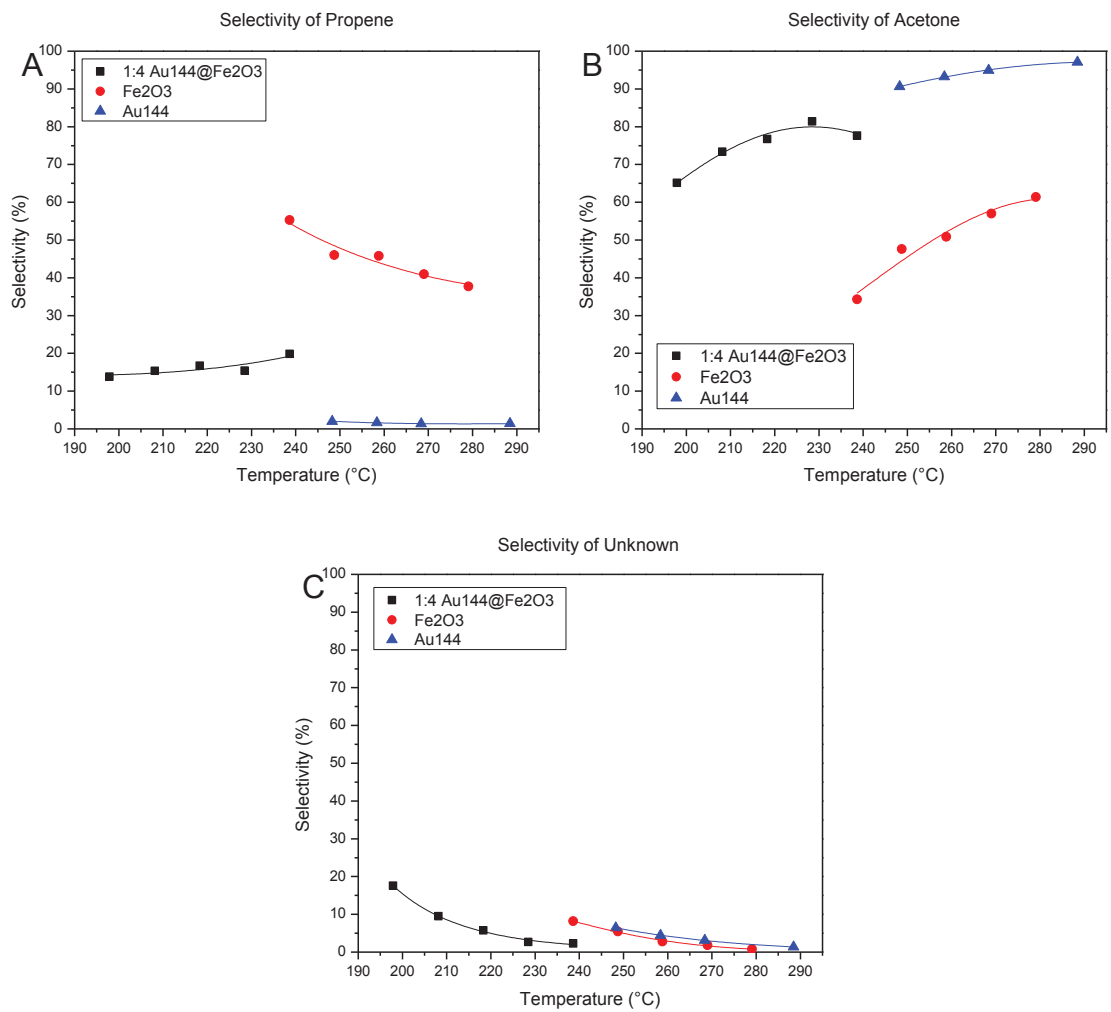 Selectivity of Propene
A
1:4 Au144@Fe2O3
Fe2O3
Au144
100
90
80
70
60
50
40
30
20
10
0
Selectivity (%)
190 200 210 220 230 240 250 260 270 280 290
Temperature (°C)
Selectivity of Acetone
B
100
90
80
70
60
50
40
30
20
10
0
Selectivity (%)
1:4 Au144@Fe2O3
Fe2O3
Au144
190 200 210 220 230 240 250 260 270 280 290
Temperature (°C)
Selectivity of Unknown
C
1:4 Au144@Fe2O3
Fe2O3
Au144
100
90
80
70
60
50
40
30
20
10
0
Selectivity (%)
190 200 210 220 230 240 250 260 270 280 290
Temperature (°C)